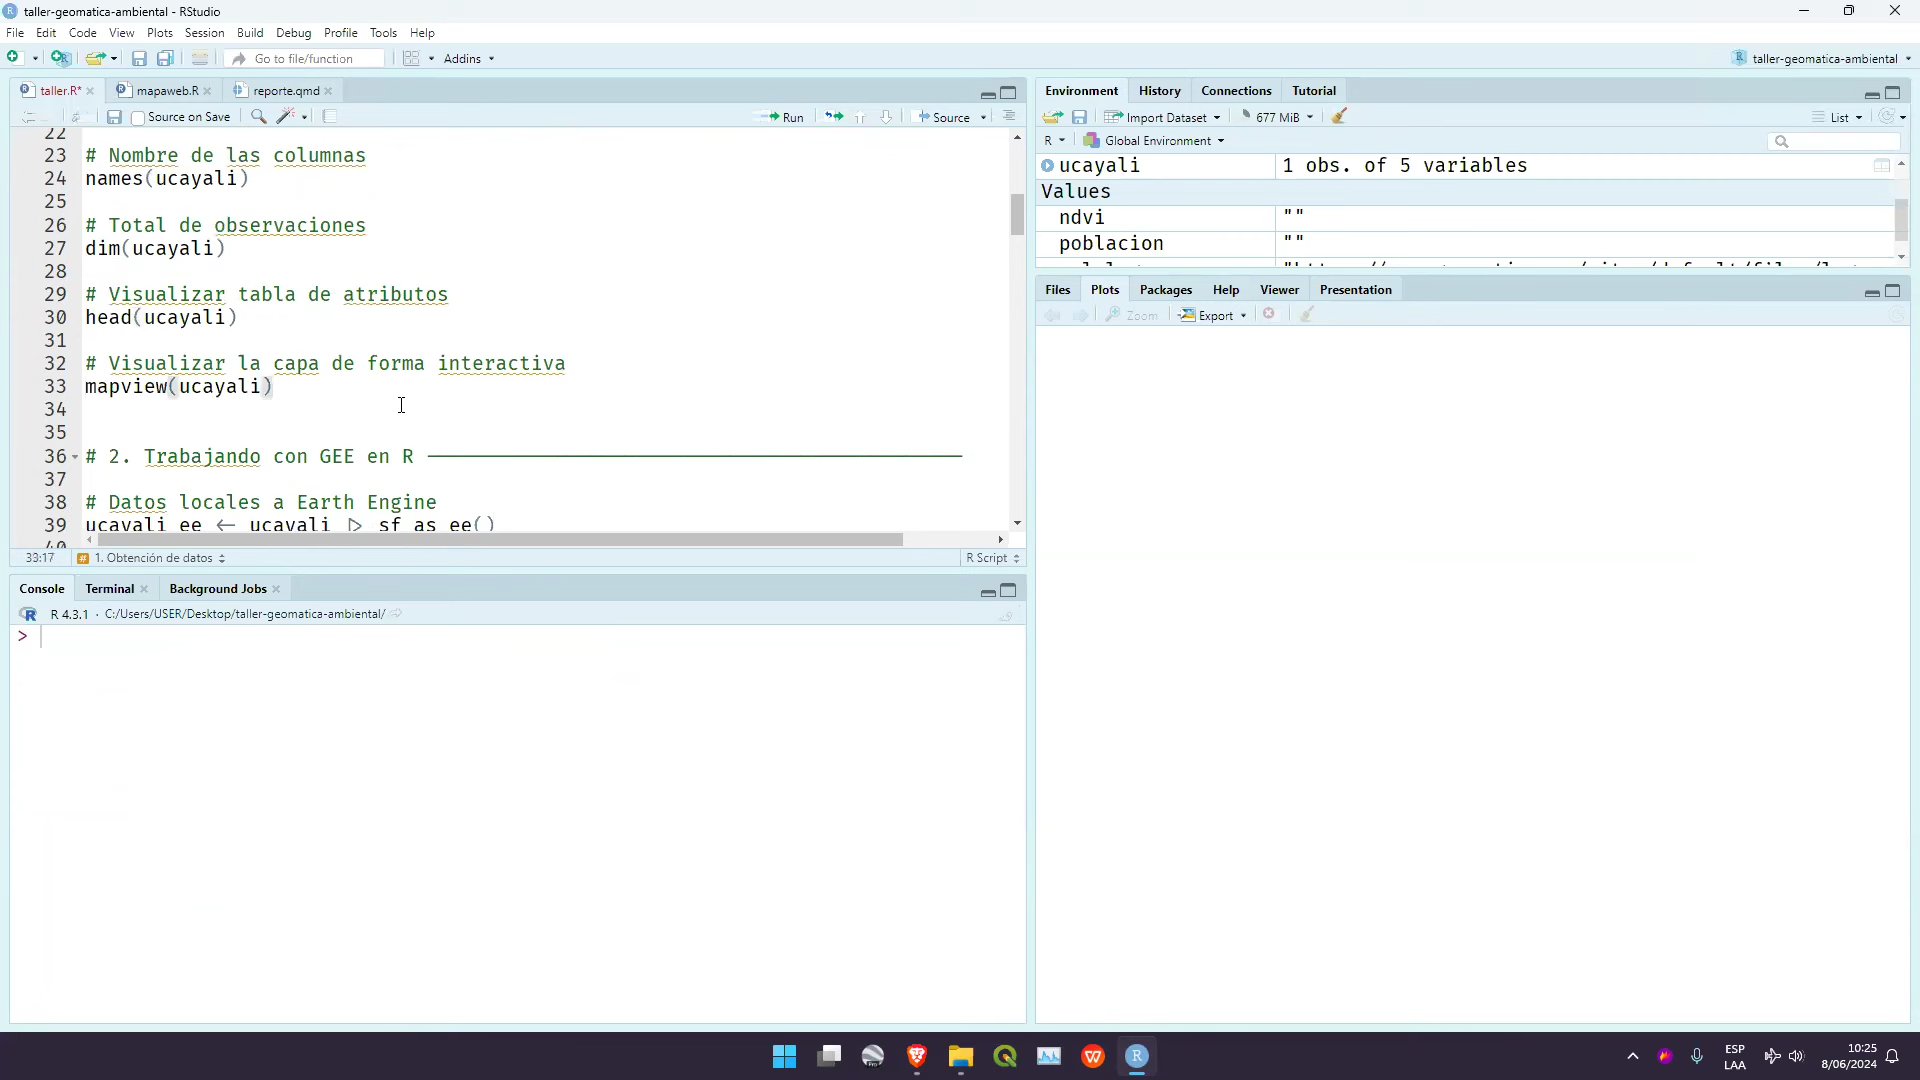 taller-geomatica-ambiental - RStudio
File Edit Code View Plots Session Build Debug Profile Tools Help
Go to file/function Addins taller-geomatica-ambiental
taller.R* mapaweb.R reporte.qmd
Source on Save Run Source
22
23 # Nombre de las columnas
24 names(ucayali)
25
26 # Total de observaciones
27 dim(ucayali)
28
29 # Visualizar tabla de atributos
30 head(ucayali)
31
32 # Visualizar la capa de forma interactiva
33 mapview(ucayali)
34
35
36 # 2. Trabajando con GEE en R
37
38 # Datos locales a Earth Engine
39 ucayali_ee <- ucayali |> sf_as_ee()
40
33:17 1. Obtención de datos R Script
Console Terminal Background Jobs
R 4.3.1 · C:/Users/USER/Desktop/taller-geomatica-ambiental/
>
Environment History Connections Tutorial
Import Dataset 677 MiB List
R Global Environment
ucayali 1 obs. of 5 variables
Values
ndvi ""
poblacion ""
Files Plots Packages Help Viewer Presentation
Zoom Export
ESP
LAA
10:25
8/06/2024